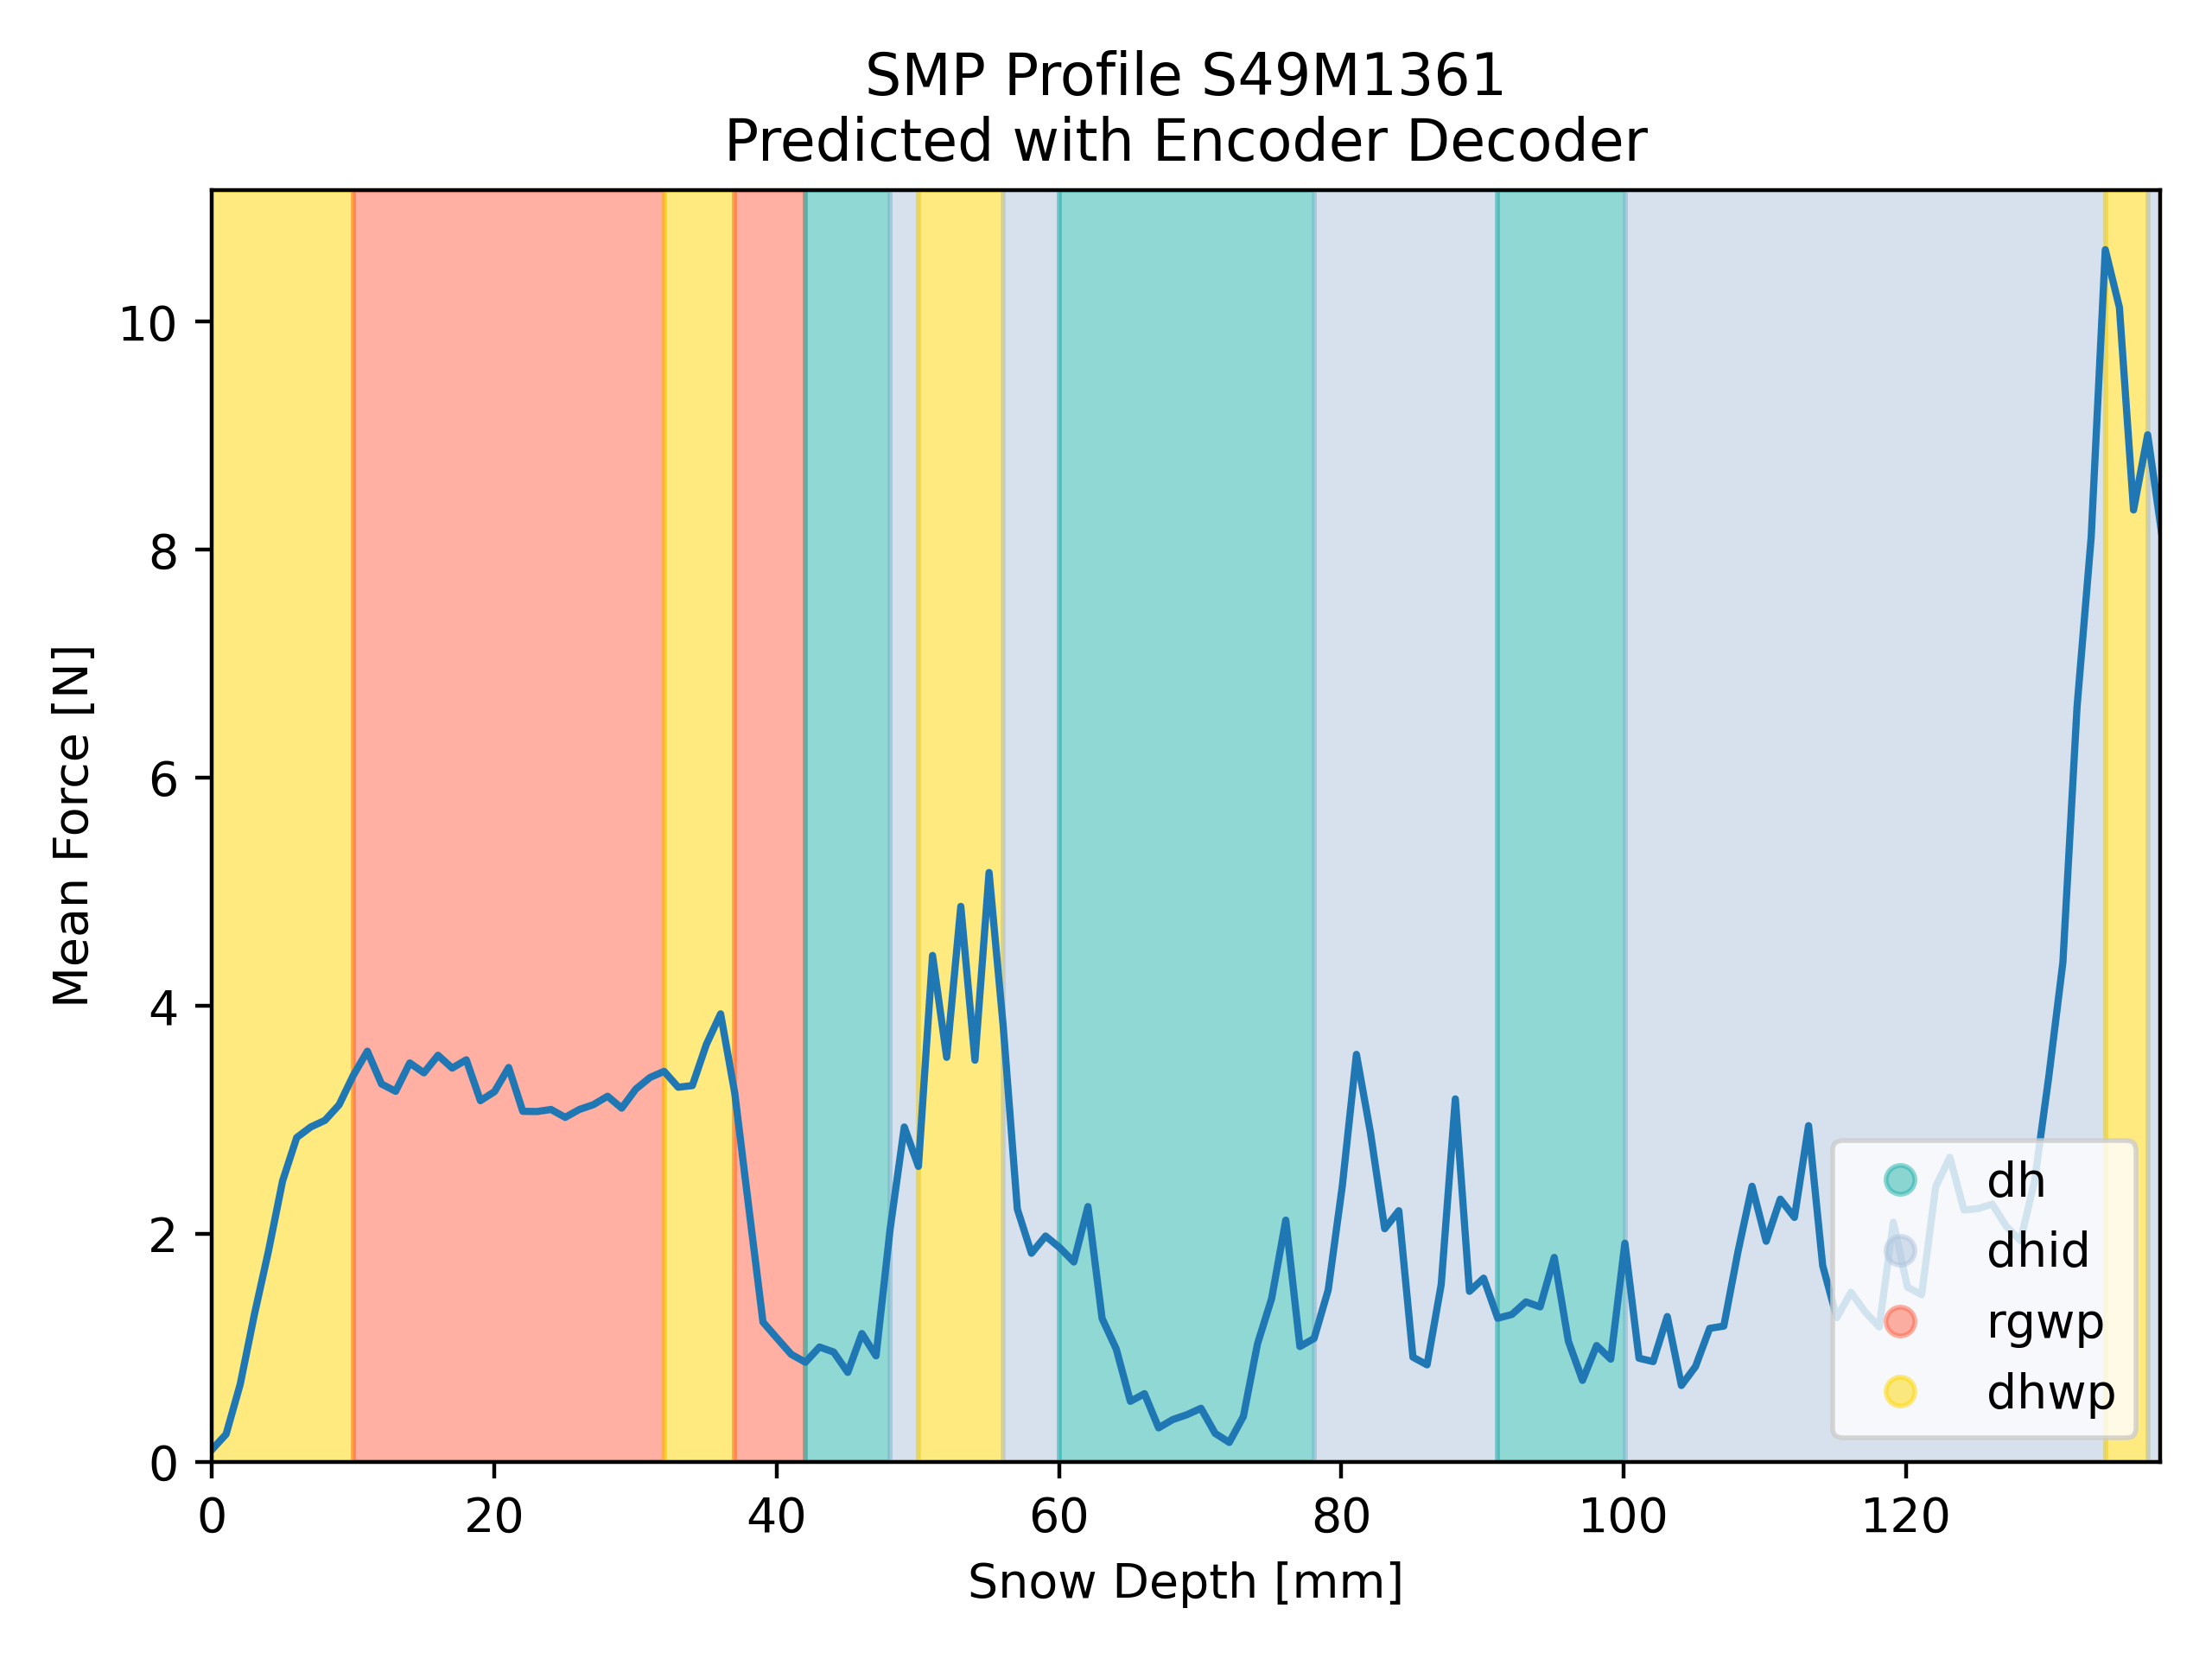 SMP Profile S49M1361
Predicted with Encoder Decoder
Mean Force [N]
10
8
6
4
2
0
dh
dhid
rgwp
dhwp
0 20 40 60 80 100 120
Snow Depth [mm]